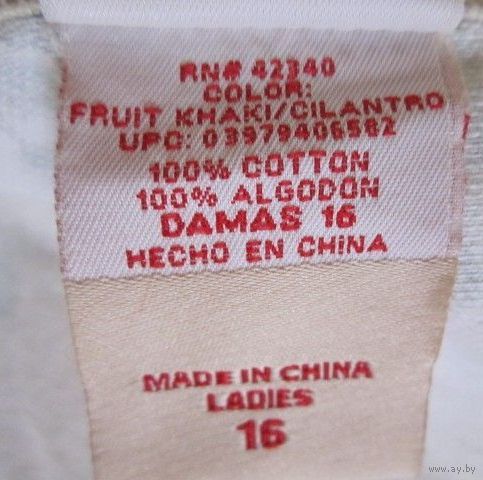 RN# 42340
COLOR:
FRUIT KHAKI/CILANTRO
UPC: 03979406582
100% COTTON
100% ALGODON
DAMAS 16
HECHO EN CHINA
MADE IN CHINA
LADIES
16
www.ay.by